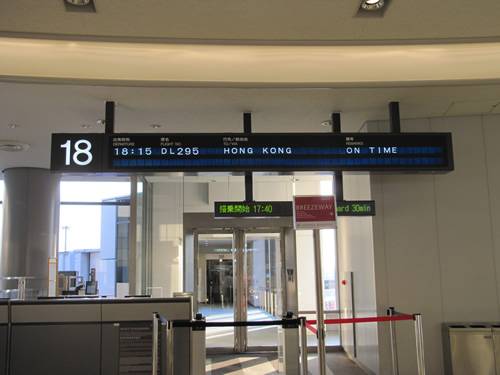 18
出発時刻 便名 行先/経由地 備考
DEPARTURE FLIGHT NO. TO/VIA REMARKS
18:15 DL295 HONG KONG ON TIME
搭乗開始 17:40
ard 30min
BREEZEWAY